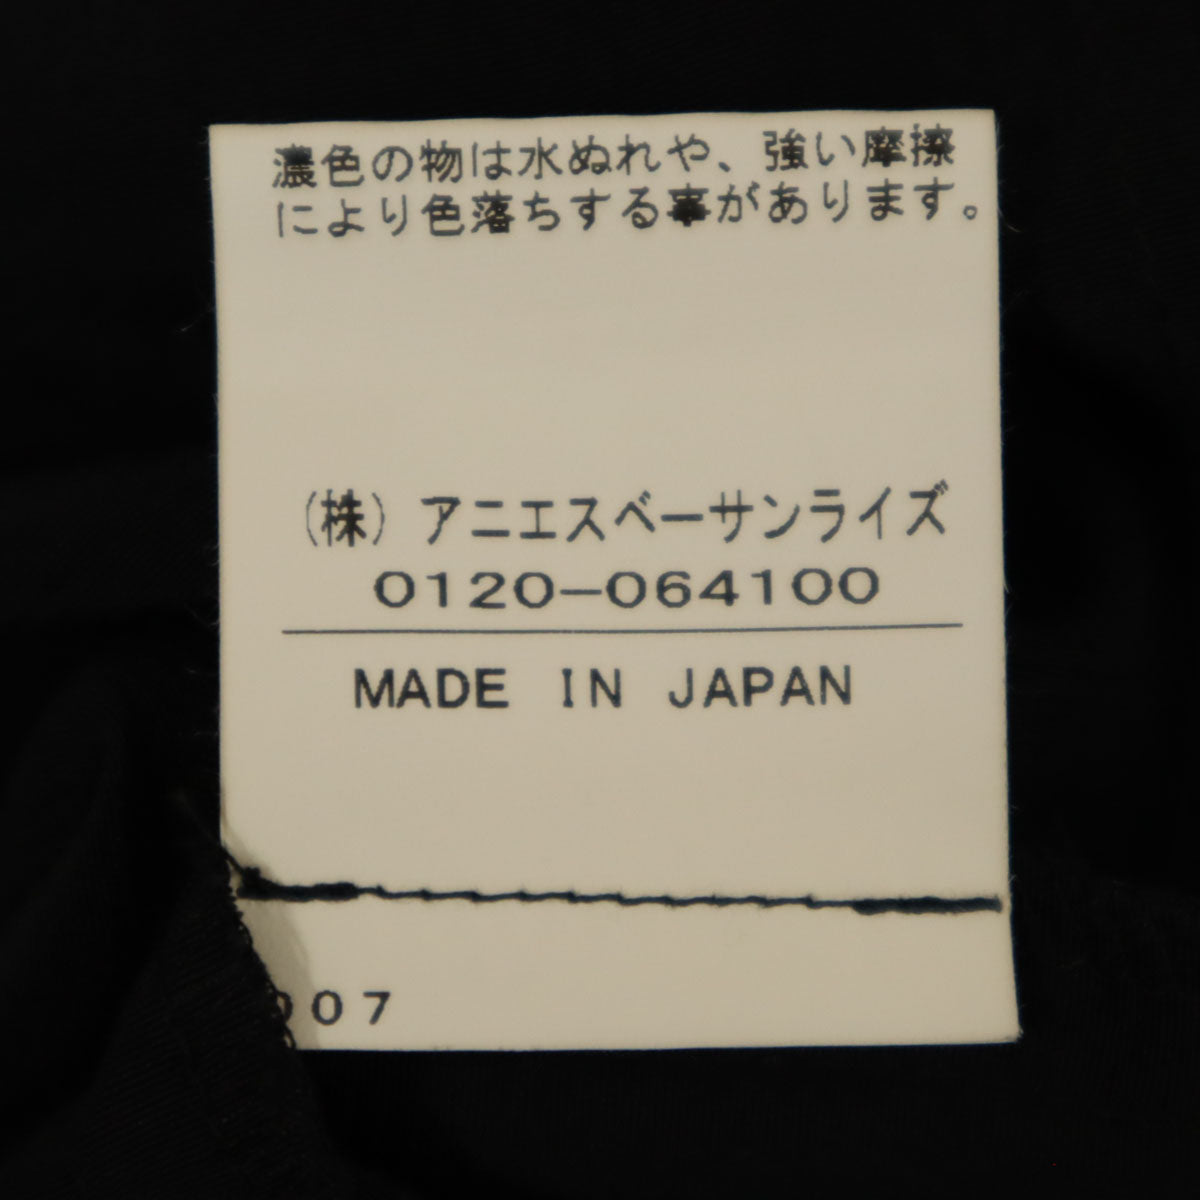 濃色の物は水ぬれや、強い摩擦
により色落ちする事があります。
(株) アニエスベーサンライズ
0120-064100
MADE IN JAPAN
007